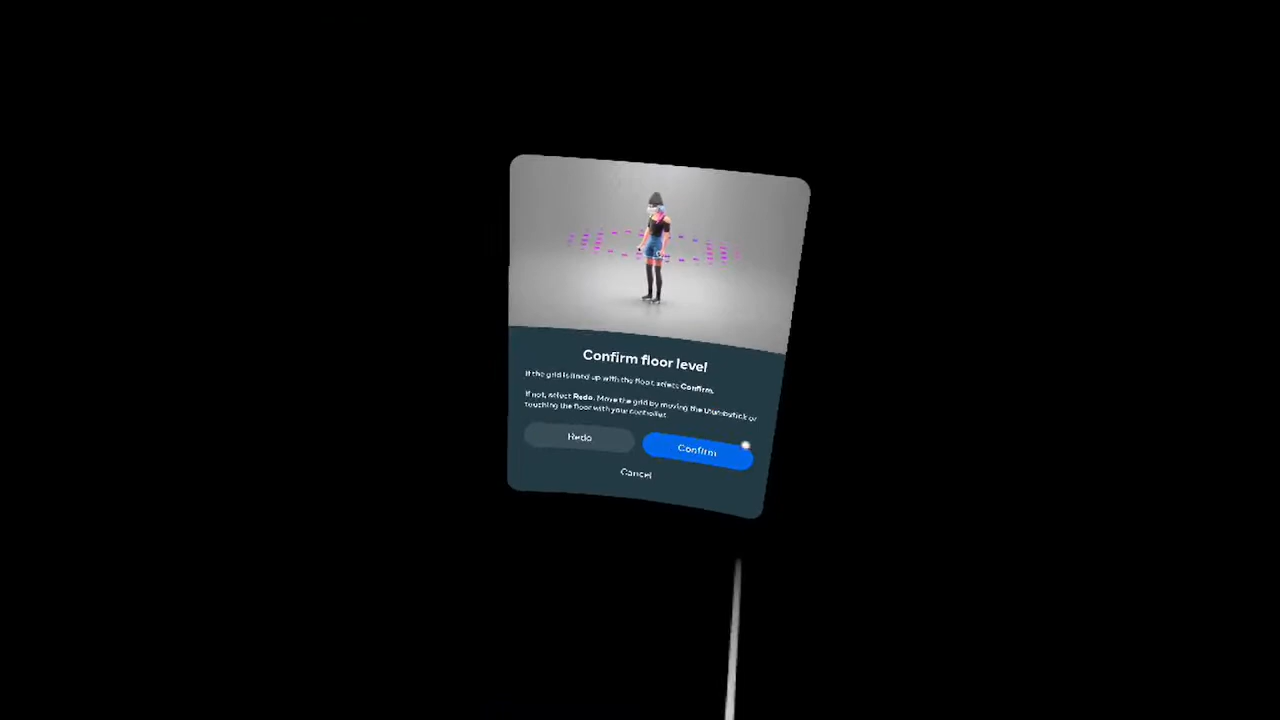 Confirm floor level
If the grid is lined up with the floor, select Confirm.
If not, select Redo. Move the grid by moving the thumbstick or
touching the floor with your controller.
Redo
Confirm
Cancel